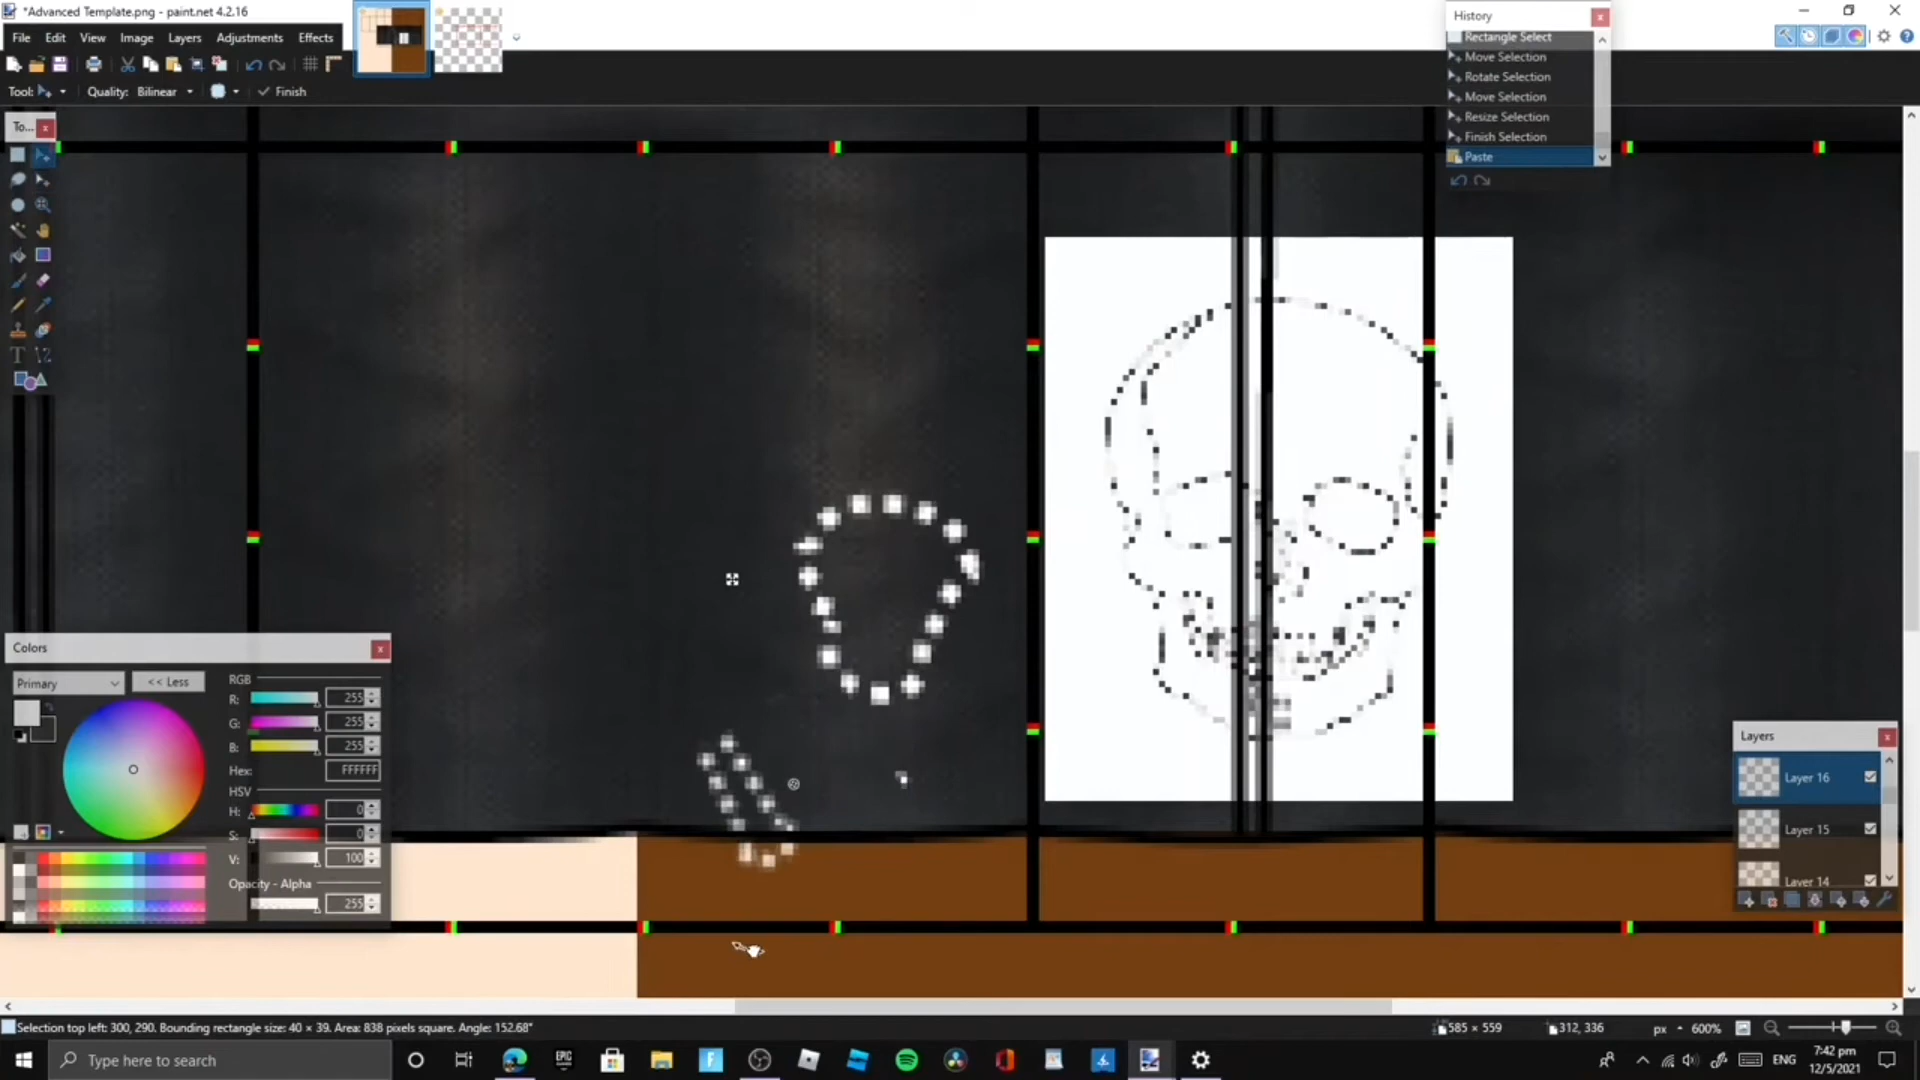 *Advanced Template.png - paint.net 4.2.16
File Edit View Image Layers Adjustments Effects
Tool: Quality: Bilinear Finish
To...
History
Rectangle Select
Move Selection
Rotate Selection
Move Selection
Resize Selection
Finish Selection
Paste
Colors
Primary << Less RGB
R: 255
G: 255
B: 255
Hex: FFFFFF
HSV
H: 0
S: 0
V: 100
Opacity - Alpha
255
Layers
Layer 16
Layer 15
Layer 14
Selection top left: 300, 290. Bounding rectangle size: 40 × 39. Area: 838 pixels square. Angle: 152.68°
585 × 559 312, 336 px 600%
Type here to search
EPIC
ENG 7:42 pm
12/5/2021